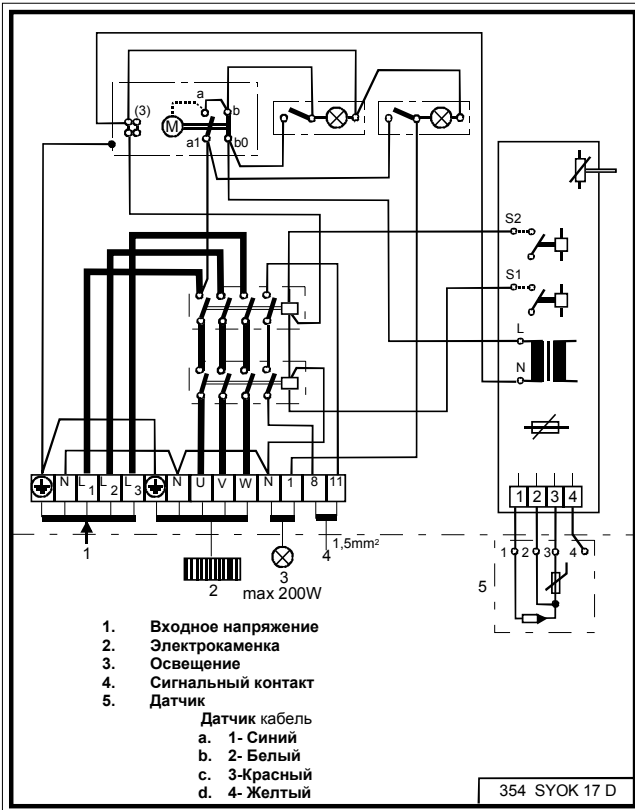 (3)
a
b
M
a1
b0
S2
S1
L
N
N L1 L2 L3 N U V W N 1 8 11
1 2 3 4
1 2 3 4
1,5mm²
1
2
3
4
5
max 200W
1. Входное напряжение
2. Электрокаменка
3. Освещение
4. Сигнальный контакт
5. Датчик
Датчик кабель
a. 1- Синий
b. 2- Белый
c. 3-Красный
d. 4- Желтый
354 SYOK 17 D